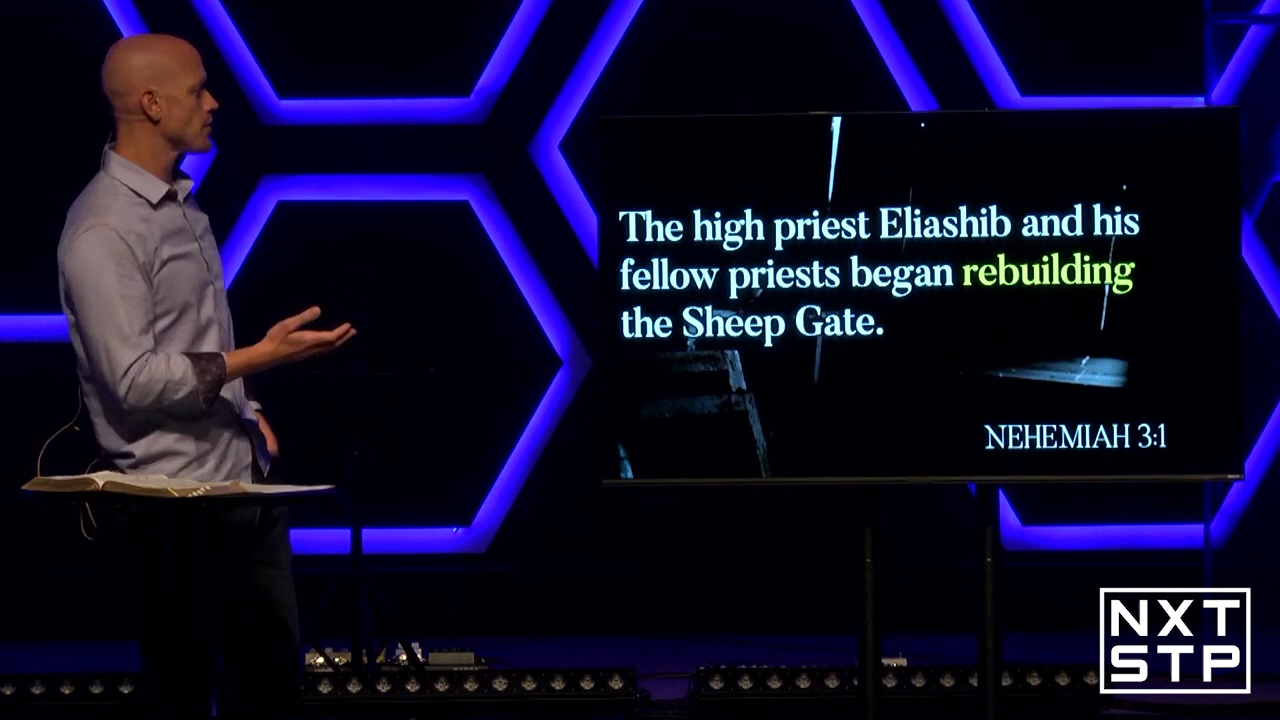 The high priest Eliashib and his
fellow priests began rebuilding
the Sheep Gate.
NEHEMIAH 3:1
NXT
STP